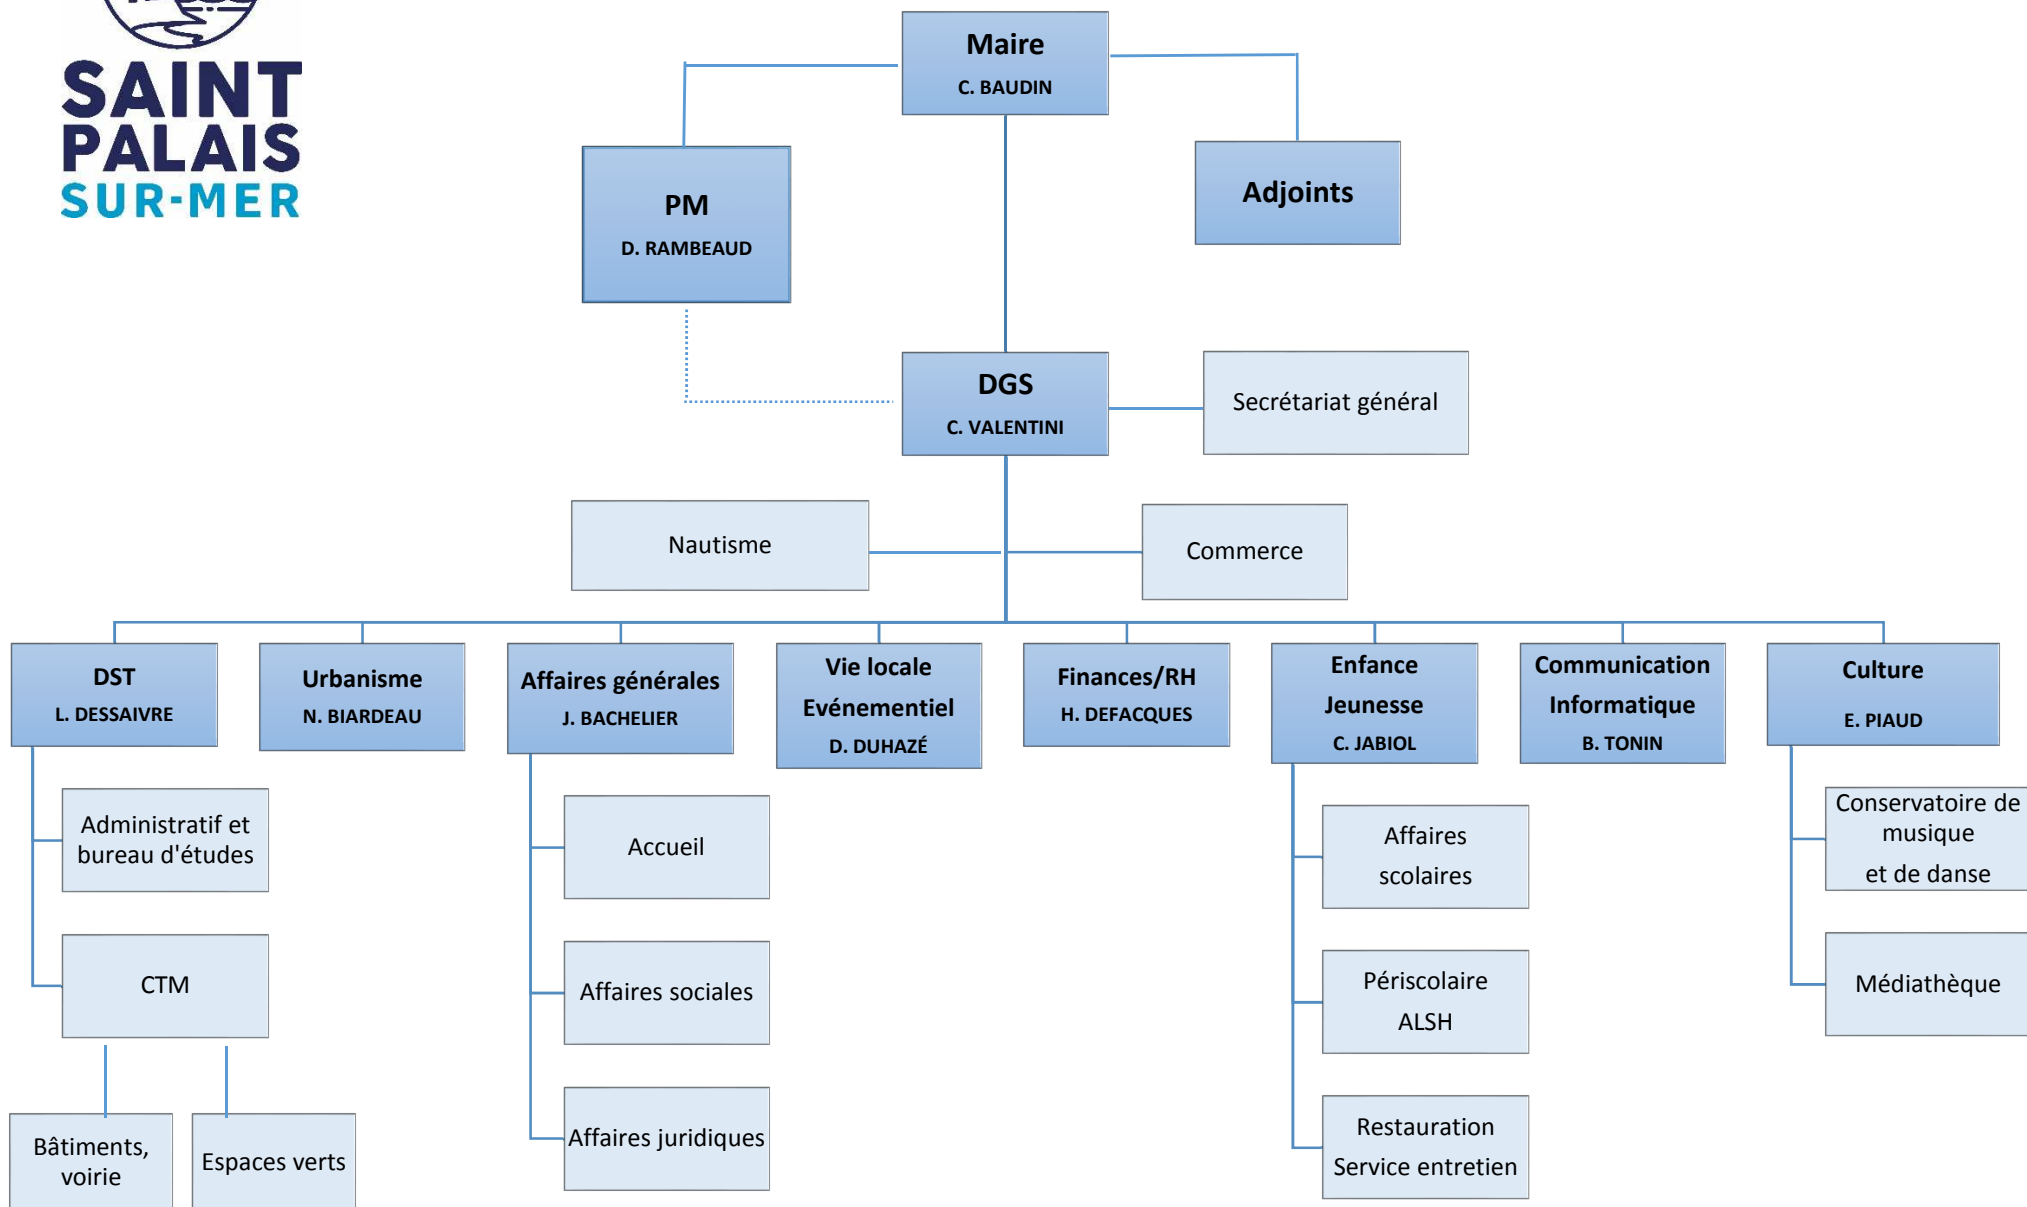 SAINT
PALAIS
SUR-MER
Maire
C. BAUDIN
PM
D. RAMBEAUD
Adjoints
DGS
C. VALENTINI
Secrétariat général
Nautisme
Commerce
DST
L. DESSAIVRE
Urbanisme
N. BIARDEAU
Affaires générales
J. BACHELIER
Vie locale
Evénementiel
D. DUHAZÉ
Finances/RH
H. DEFACQUES
Enfance
Jeunesse
C. JABIOL
Communication
Informatique
B. TONIN
Culture
E. PIAUD
Administratif et
bureau d'études
CTM
Bâtiments,
voirie
Espaces verts
Accueil
Affaires sociales
Affaires juridiques
Affaires
scolaires
Périscolaire
ALSH
Restauration
Service entretien
Conservatoire de
musique
et de danse
Médiathèque